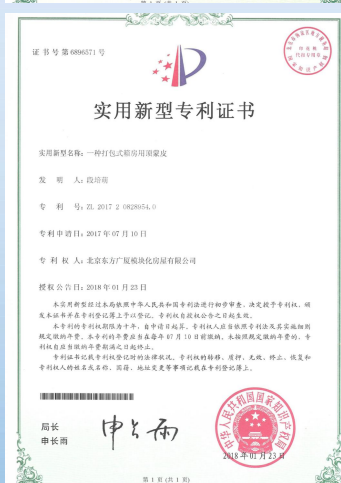 证书号第6896571号
实用新型专利证书
实用新型名称：一种打包式箱房用顶蒙皮
发 明 人：段培萌
专 利 号：ZL 2017 2 0828054.0
专利申请日：2017年07月10日
专 利 权 人：北京东方广厦模块化房屋有限公司
授权公告日：2018年01月23日
本实用新型经过本局依照中华人民共和国专利法进行初步审查，决定授予专利权，颁
发本证书并在专利登记簿上予以登记。专利权自授权公告之日起生效。
本专利的专利权期限为十年，自申请日起算。专利权人应当依照专利法及其实施细则
规定缴纳年费。本专利的年费应当在每年07月10日前缴纳。未按照规定缴纳年费的，专
利权自应当缴纳年费期满之日起终止。
专利证书记载专利权登记时的法律状况。专利权的转移、质押、无效、终止、恢复和
专利权人的姓名或名称、国籍、地址变更等事项记载在专利登记簿上。
局长
申长雨
申长雨
中华人民共和国国家知识产权局
2018年01月23日
第 1 页 (共 1 页)